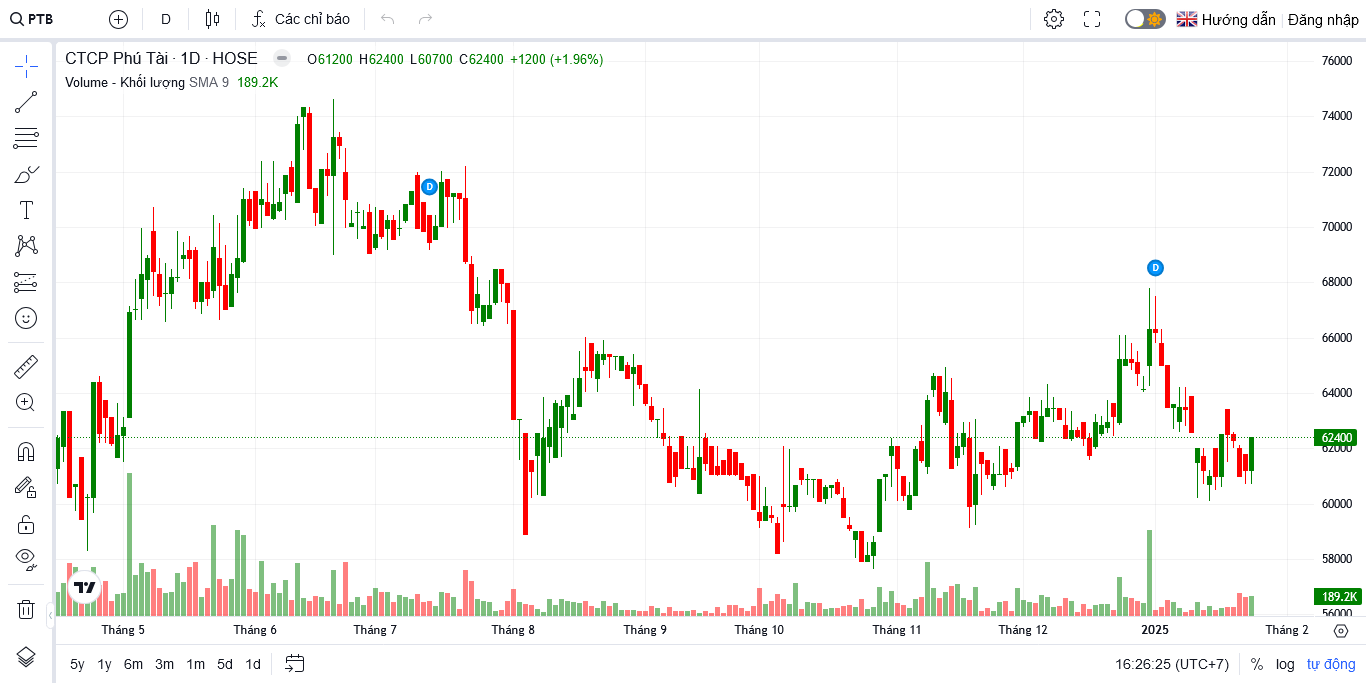 PTB D Các chỉ báo Hướng dẫn Đăng nhập
CTCP Phú Tài · 1D · HOSE O61200 H62400 L60700 C62400 +1200 (+1.96%)
Volume - Khối lượng SMA 9 189.2K
76000
74000
72000
70000
68000
66000
64000
62400
62000
60000
58000
189.2K
56000
D
D
Tháng 5 Tháng 6 Tháng 7 Tháng 8 Tháng 9 Tháng 10 Tháng 11 Tháng 12 2025 Tháng 2
5y 1y 6m 3m 1m 5d 1d 16:26:25 (UTC+7) % log tự động